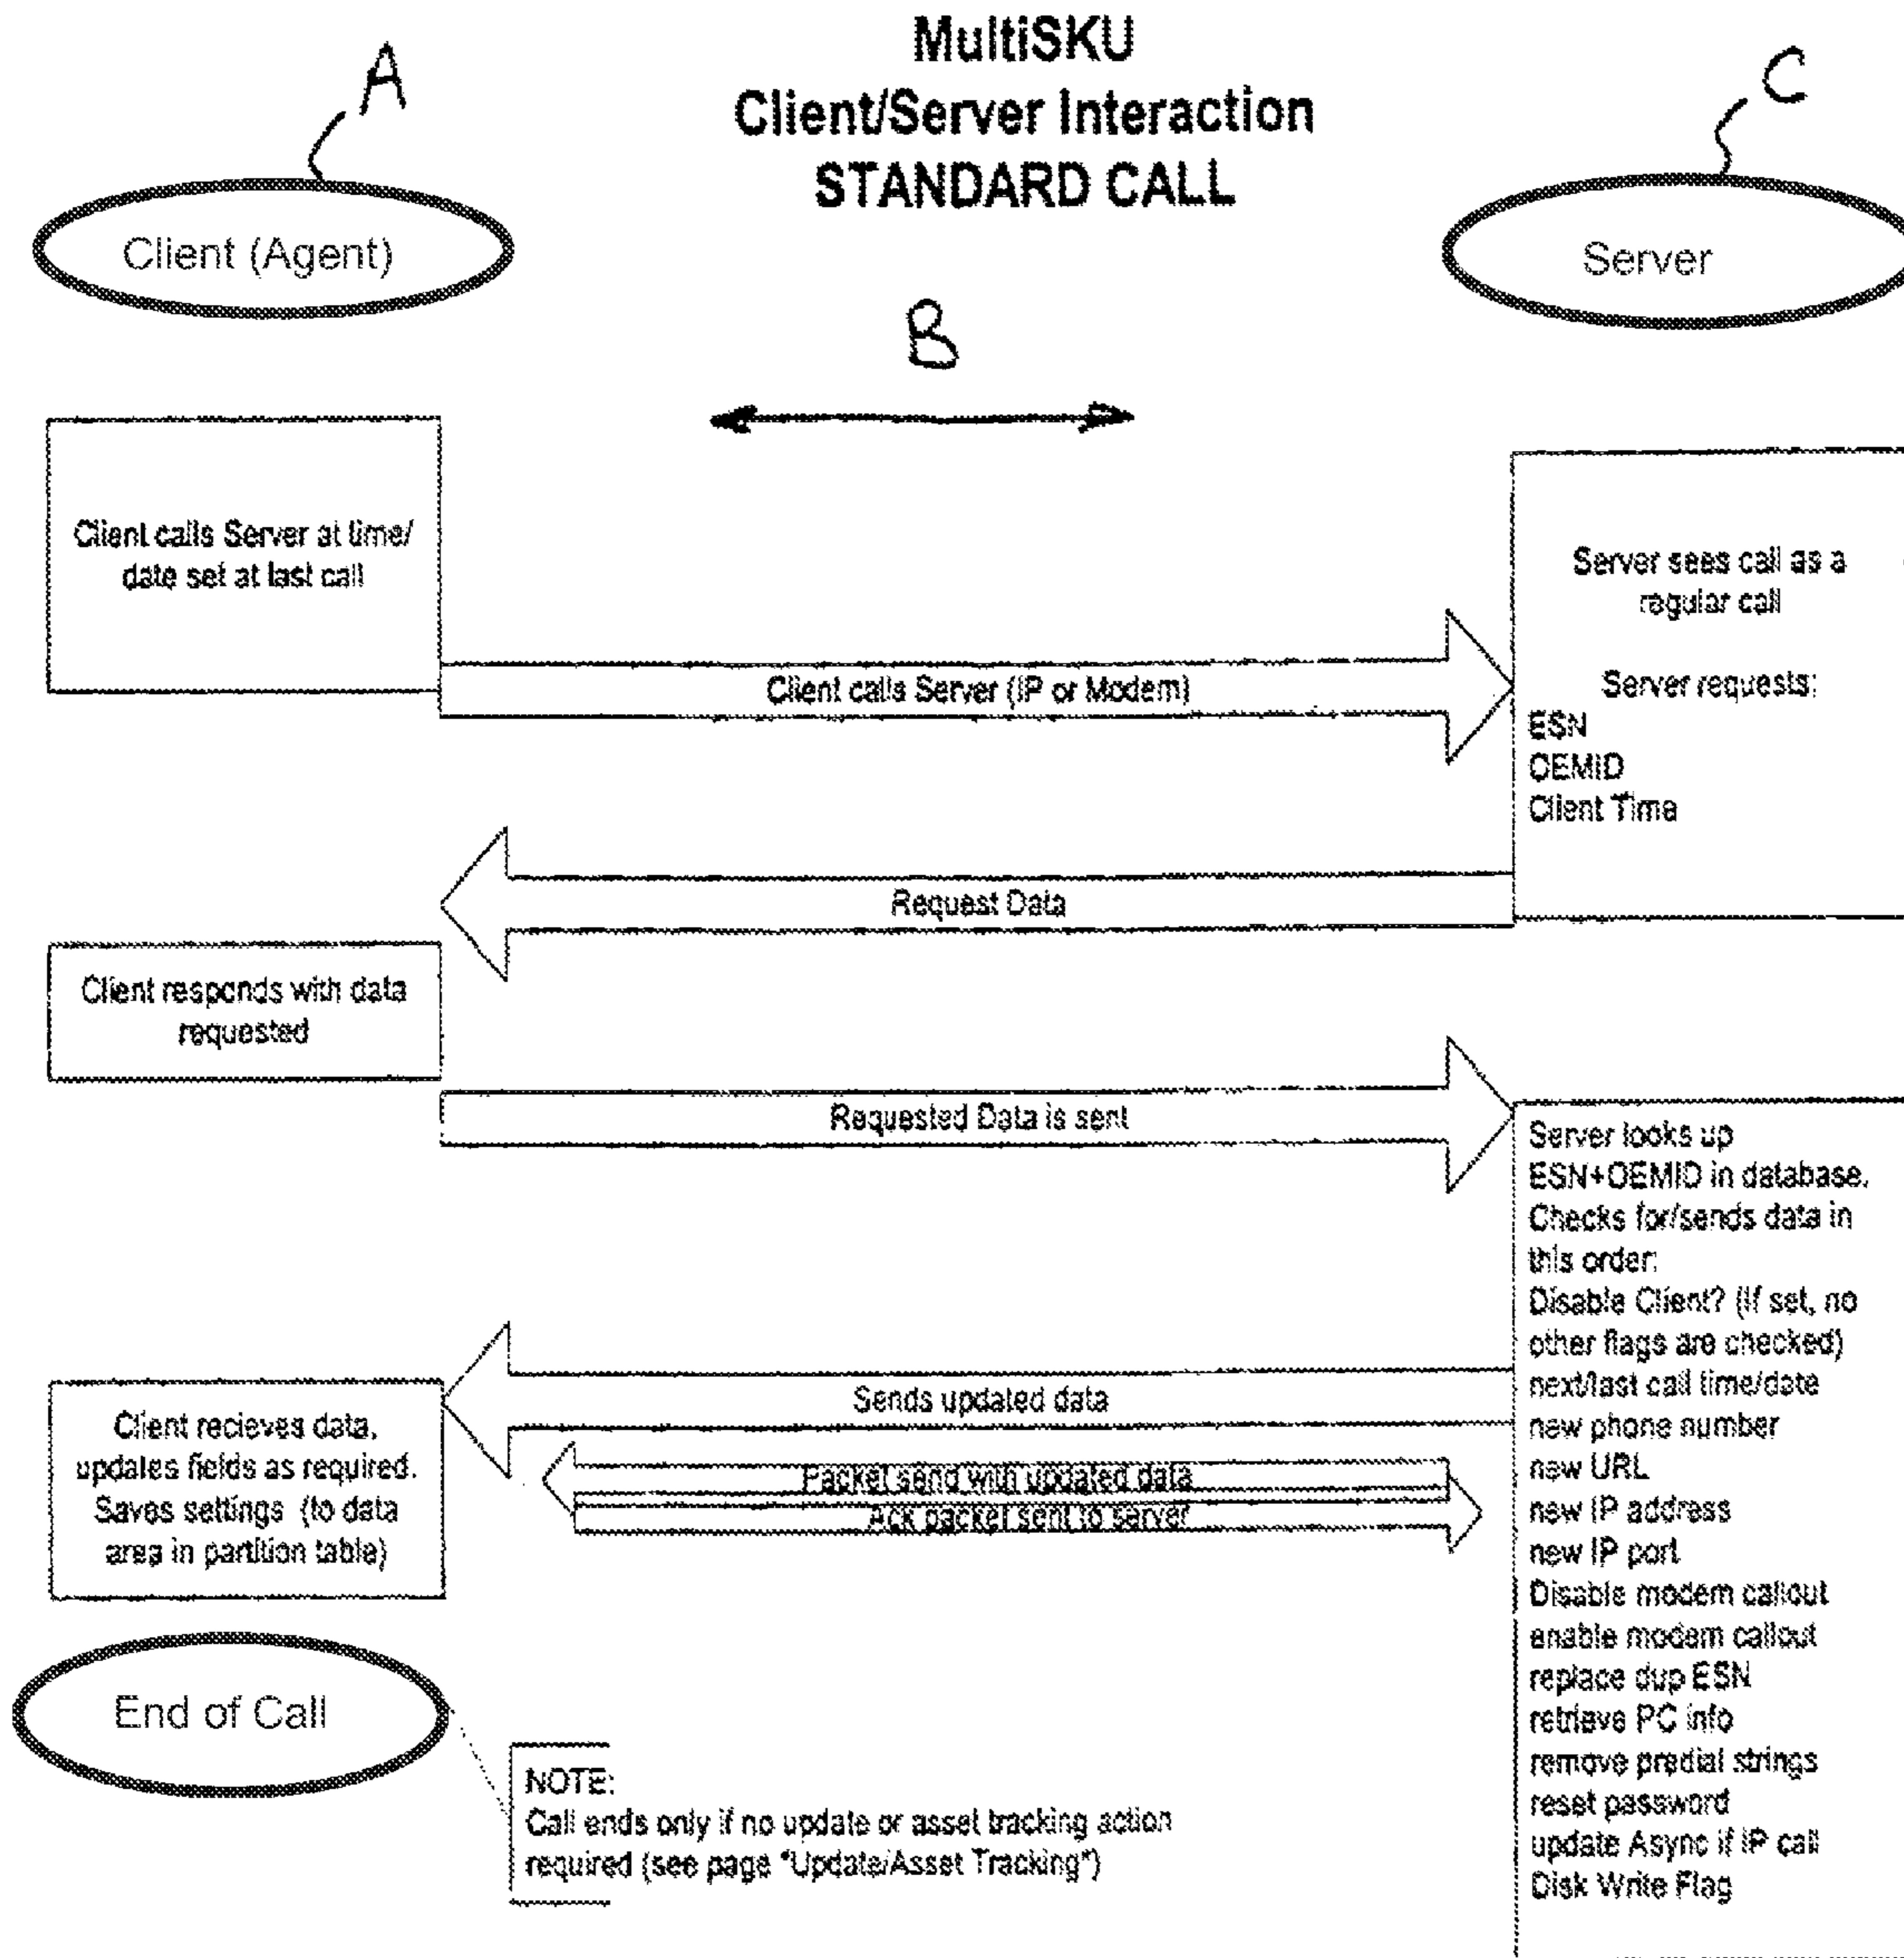 MultiSKU
Client/Server Interaction
STANDARD CALL
A
C
Client (Agent)
Server
B
Client calls Server at time/
date set at last call
Server sees call as a
regular call
Server requests:
ESN
OEMID
Client Time
Client calls Server (IP or Modem)
Request Data
Client responds with data
requested
Requested Data is sent
Server looks up
ESN+OEMID in database.
Checks for/sends data in
this order:
Disable Client? (If set, no
other flags are checked)
next/last call time/date
new phone number
new URL
new IP address
new IP port
Disable modem callout
enable modem callout
replace dup ESN
retrieve PC info
remove predial strings
reset password
update Async if IP call
Disk Write Flag
Sends updated data
Packet send with updated data
Ack packet sent to server
Client recieves data,
updates fields as required.
Saves settings (to data
area in partition table)
End of Call
NOTE:
Call ends only if no update or asset tracking action
required (see page "Update/Asset Tracking")